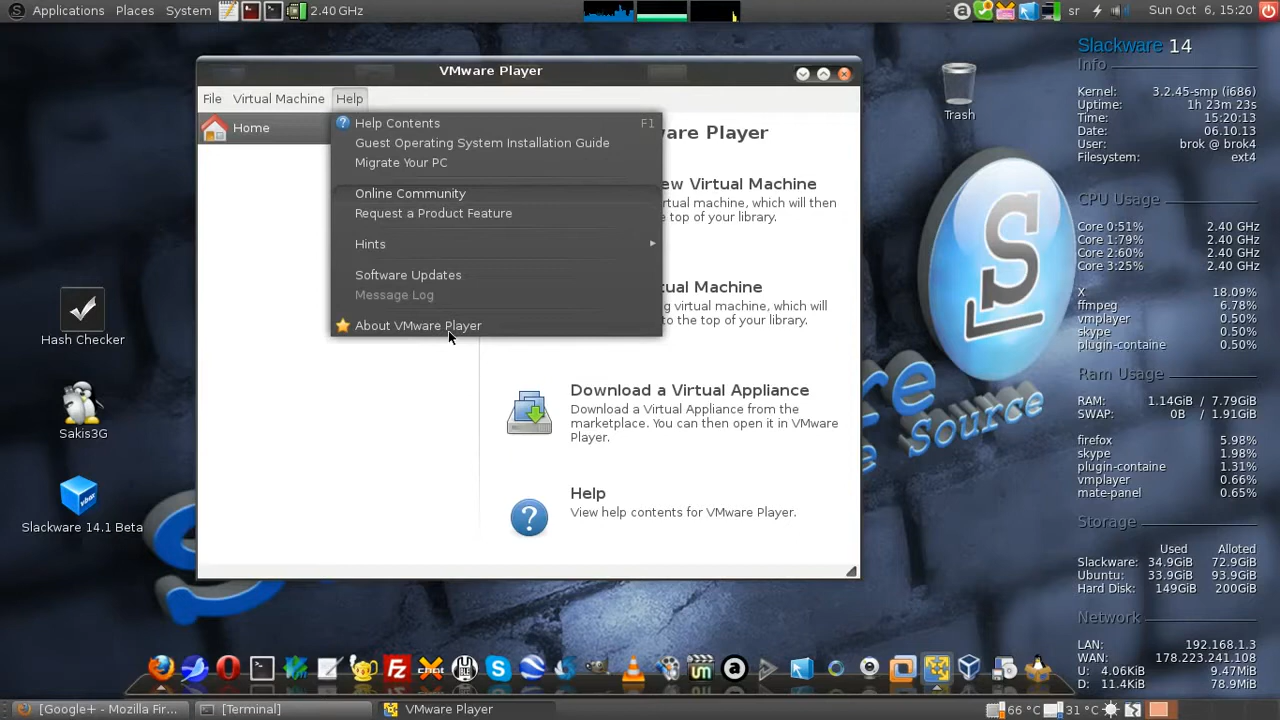 Applications Places System 2.40 GHz sr Sun Oct 6, 15:20
VMware Player
File Virtual Machine Help
Home
Help Contents F1
Guest Operating System Installation Guide
Migrate Your PC
Online Community
Request a Product Feature
Hints
Software Updates
Message Log
About VMware Player
ware Player
ew Virtual Machine
rtual machine, which will then
e top of your library.
tual Machine
g virtual machine, which will
to the top of your library.
Download a Virtual Appliance
Download a Virtual Appliance from the
marketplace. You can then open it in VMware
Player.
Help
View help contents for VMware Player.
Hash Checker
Sakis3G
Slackware 14.1 Beta
Trash
Slackware 14
Info
Kernel: 3.2.45-smp (i686)
Uptime: 1h 23m 23s
Time: 15:20:13
Date: 06.10.13
User: brok @ brok4
Filesystem: ext4
CPU Usage
Core 0:51% 2.40 GHz
Core 1:79% 2.40 GHz
Core 2:60% 2.40 GHz
Core 3:25% 2.40 GHz
X 18.09%
ffmpeg 6.78%
vmplayer 0.50%
skype 0.50%
plugin-containe 0.50%
Ram Usage
RAM: 1.14GiB / 7.79GiB
SWAP: 0B / 1.91GiB
firefox 5.98%
skype 1.98%
plugin-containe 1.31%
vmplayer 0.66%
mate-panel 0.65%
Storage
Used Alloted
Slackware: 34.9GiB 72.9GiB
Ubuntu: 33.9GiB 93.9GiB
Hard Disk: 149GiB 200GiB
Network
LAN: 192.168.1.3
WAN: 178.223.241.108
U: 4.06KiB 9.47MiB
D: 11.4KiB 78.9MiB
S
are
Source
[Google+ - Mozilla Fir... [Terminal] VMware Player 66 °C 31 °C